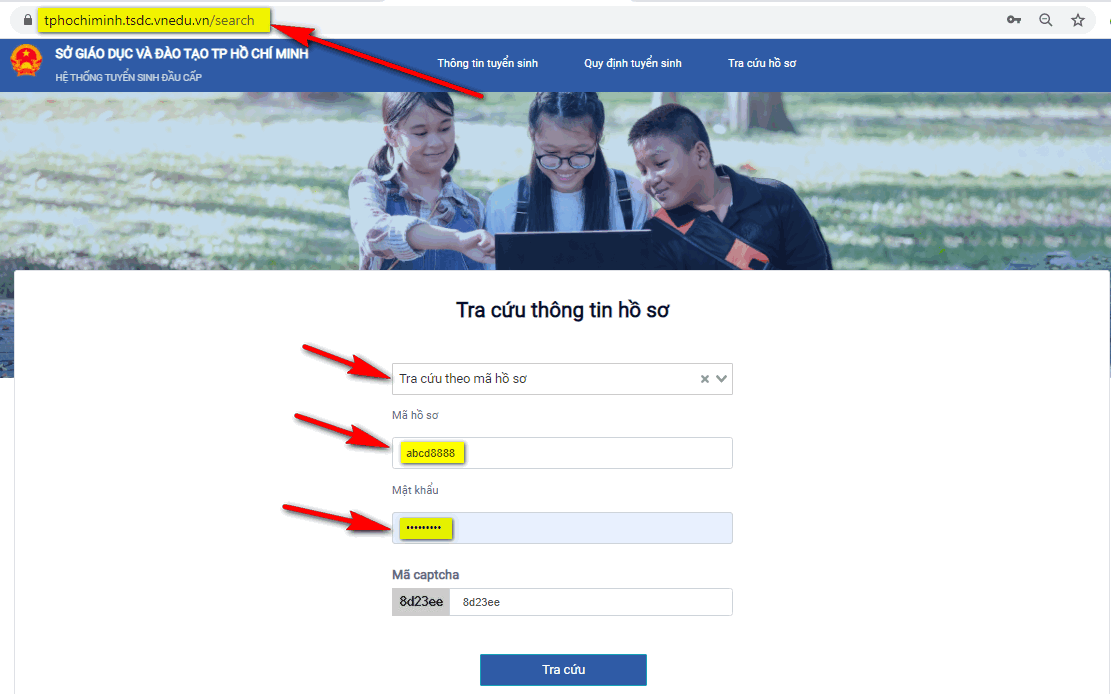 tphochiminh.tsdc.vnedu.vn/search
SỞ GIÁO DỤC VÀ ĐÀO TẠO TP HỒ CHÍ MINH
HỆ THỐNG TUYỂN SINH ĐẦU CẤP
Thông tin tuyển sinh Quy định tuyển sinh Tra cứu hồ sơ
Tra cứu thông tin hồ sơ
Tra cứu theo mã hồ sơ
Mã hồ sơ
abcd8888
Mật khẩu
•••••••••
Mã captcha
8d23ee 8d23ee
Tra cứu